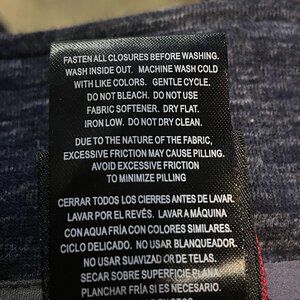 FASTEN ALL CLOSURES BEFORE WASHING.
WASH INSIDE OUT. MACHINE WASH COLD
WITH LIKE COLORS. GENTLE CYCLE.
DO NOT BLEACH. DO NOT USE
FABRIC SOFTENER. DRY FLAT.
IRON LOW. DO NOT DRY CLEAN.
DUE TO THE NATURE OF THE FABRIC,
EXCESSIVE FRICTION MAY CAUSE PILLING.
AVOID EXCESSIVE FRICTION
TO MINIMIZE PILLING
CERRAR TODOS LOS CIERRES ANTES DE LAVAR.
LAVAR POR EL REVÉS. LAVAR A MÁQUINA
CON AGUA FRÍA CON COLORES SIMILARES.
CICLO DELICADO. NO USAR BLANQUEADOR.
NO USAR SUAVIZADOR DE TELAS.
SECAR SOBRE SUPERFICIE PLANA.
PLANCHAR FRÍA SI ES NECESARIO.